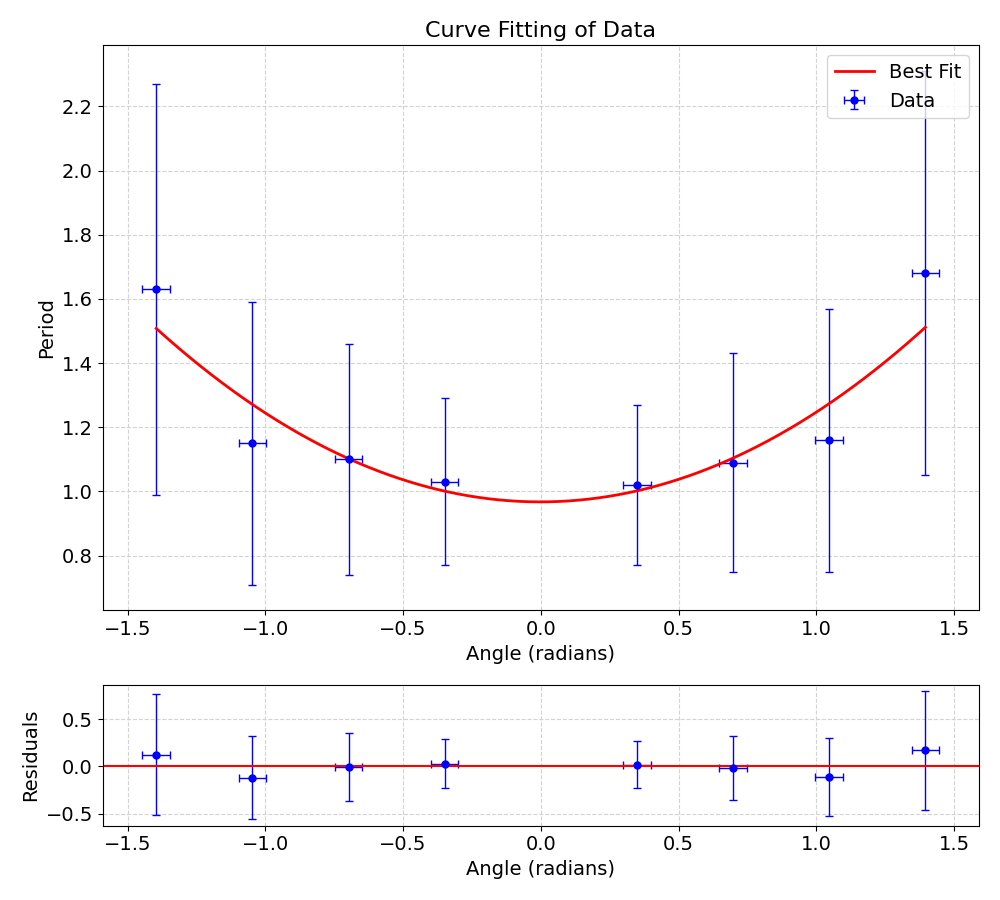 Curve Fitting of Data
Best Fit
Data
Period
2.2
2.0
1.8
1.6
1.4
1.2
1.0
0.8
−1.5 −1.0 −0.5 0.0 0.5 1.0 1.5
Angle (radians)
Residuals
0.5
0.0
−0.5
−1.5 −1.0 −0.5 0.0 0.5 1.0 1.5
Angle (radians)